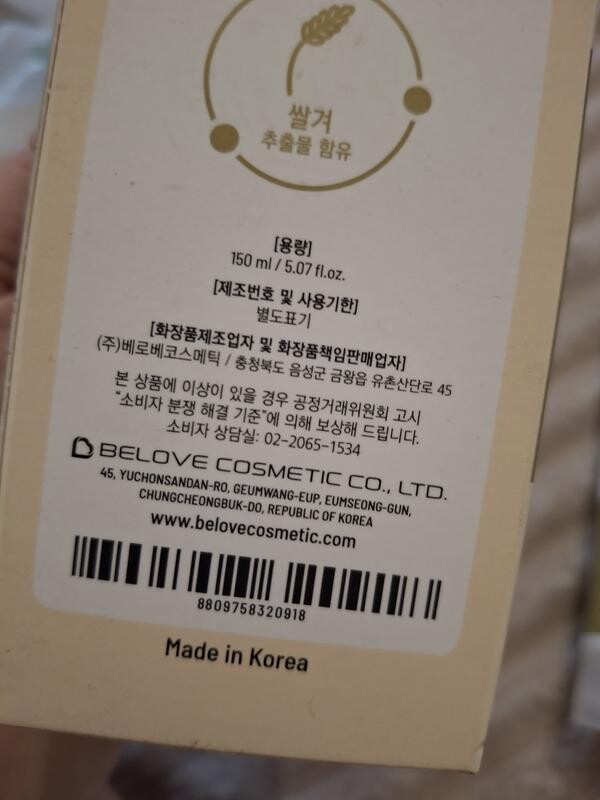 쌀겨
추출물 함유
[용량]
150 ml / 5.07 fl.oz.
[제조번호 및 사용기한]
별도표기
[화장품제조업자 및 화장품책임판매업자]
(주)베로베코스메틱 / 충청북도 음성군 금왕읍 유촌산단로 45
본 상품에 이상이 있을 경우 공정거래위원회 고시
"소비자 분쟁 해결 기준"에 의해 보상해 드립니다.
소비자 상담실: 02-2065-1534
BELOVE COSMETIC CO., LTD.
45, YUCHONSANDAN-RO, GEUMWANG-EUP, EUMSEONG-GUN,
CHUNGCHEONGBUK-DO, REPUBLIC OF KOREA
www.belovecosmetic.com
8809758320918
Made in Korea